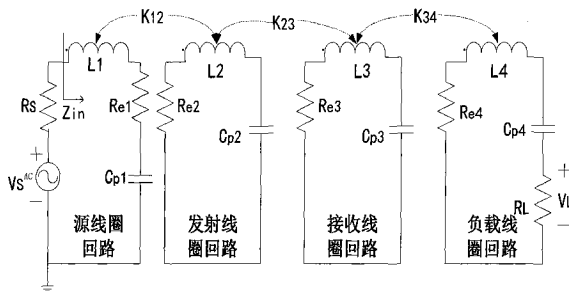 K12
K23
K34
L1
L2
L3
L4
Rs
Zin
Re1
Re2
Re3
Re4
Cp1
Cp2
Cp3
Cp4
+
VsAC
−
RL
+
VL
−
源线圈
回路
发射线
圈回路
接收线
圈回路
负载线
圈回路